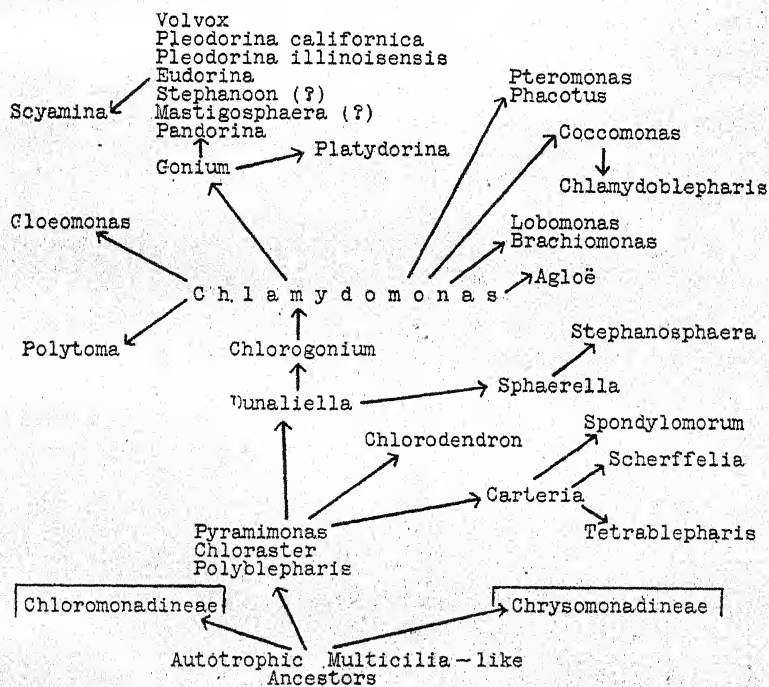 Volvox
Pleodorina californica
Pleodorina illinoisensis
Eudorina
Stephanoon (?)
Mastigosphaera (?)
Pandorina
Scyamina
Gonium
Platydorina
Pteromonas
Phacotus
Coccomonas
Chlamydoblepharis
Gloeomonas
Lobomonas
Brachiomonas
Agloë
Chlamydomonas
Polytoma
Chlorogonium
Stephanosphaera
Dunaliella
Sphaerella
Chlorodendron
Spondylomorum
Scherffelia
Carteria
Tetrablepharis
Pyramimonas
Chloraster
Polyblepharis
Chloromonadineae
Chrysomonadineae
Autotrophic Multicilia-like
Ancestors